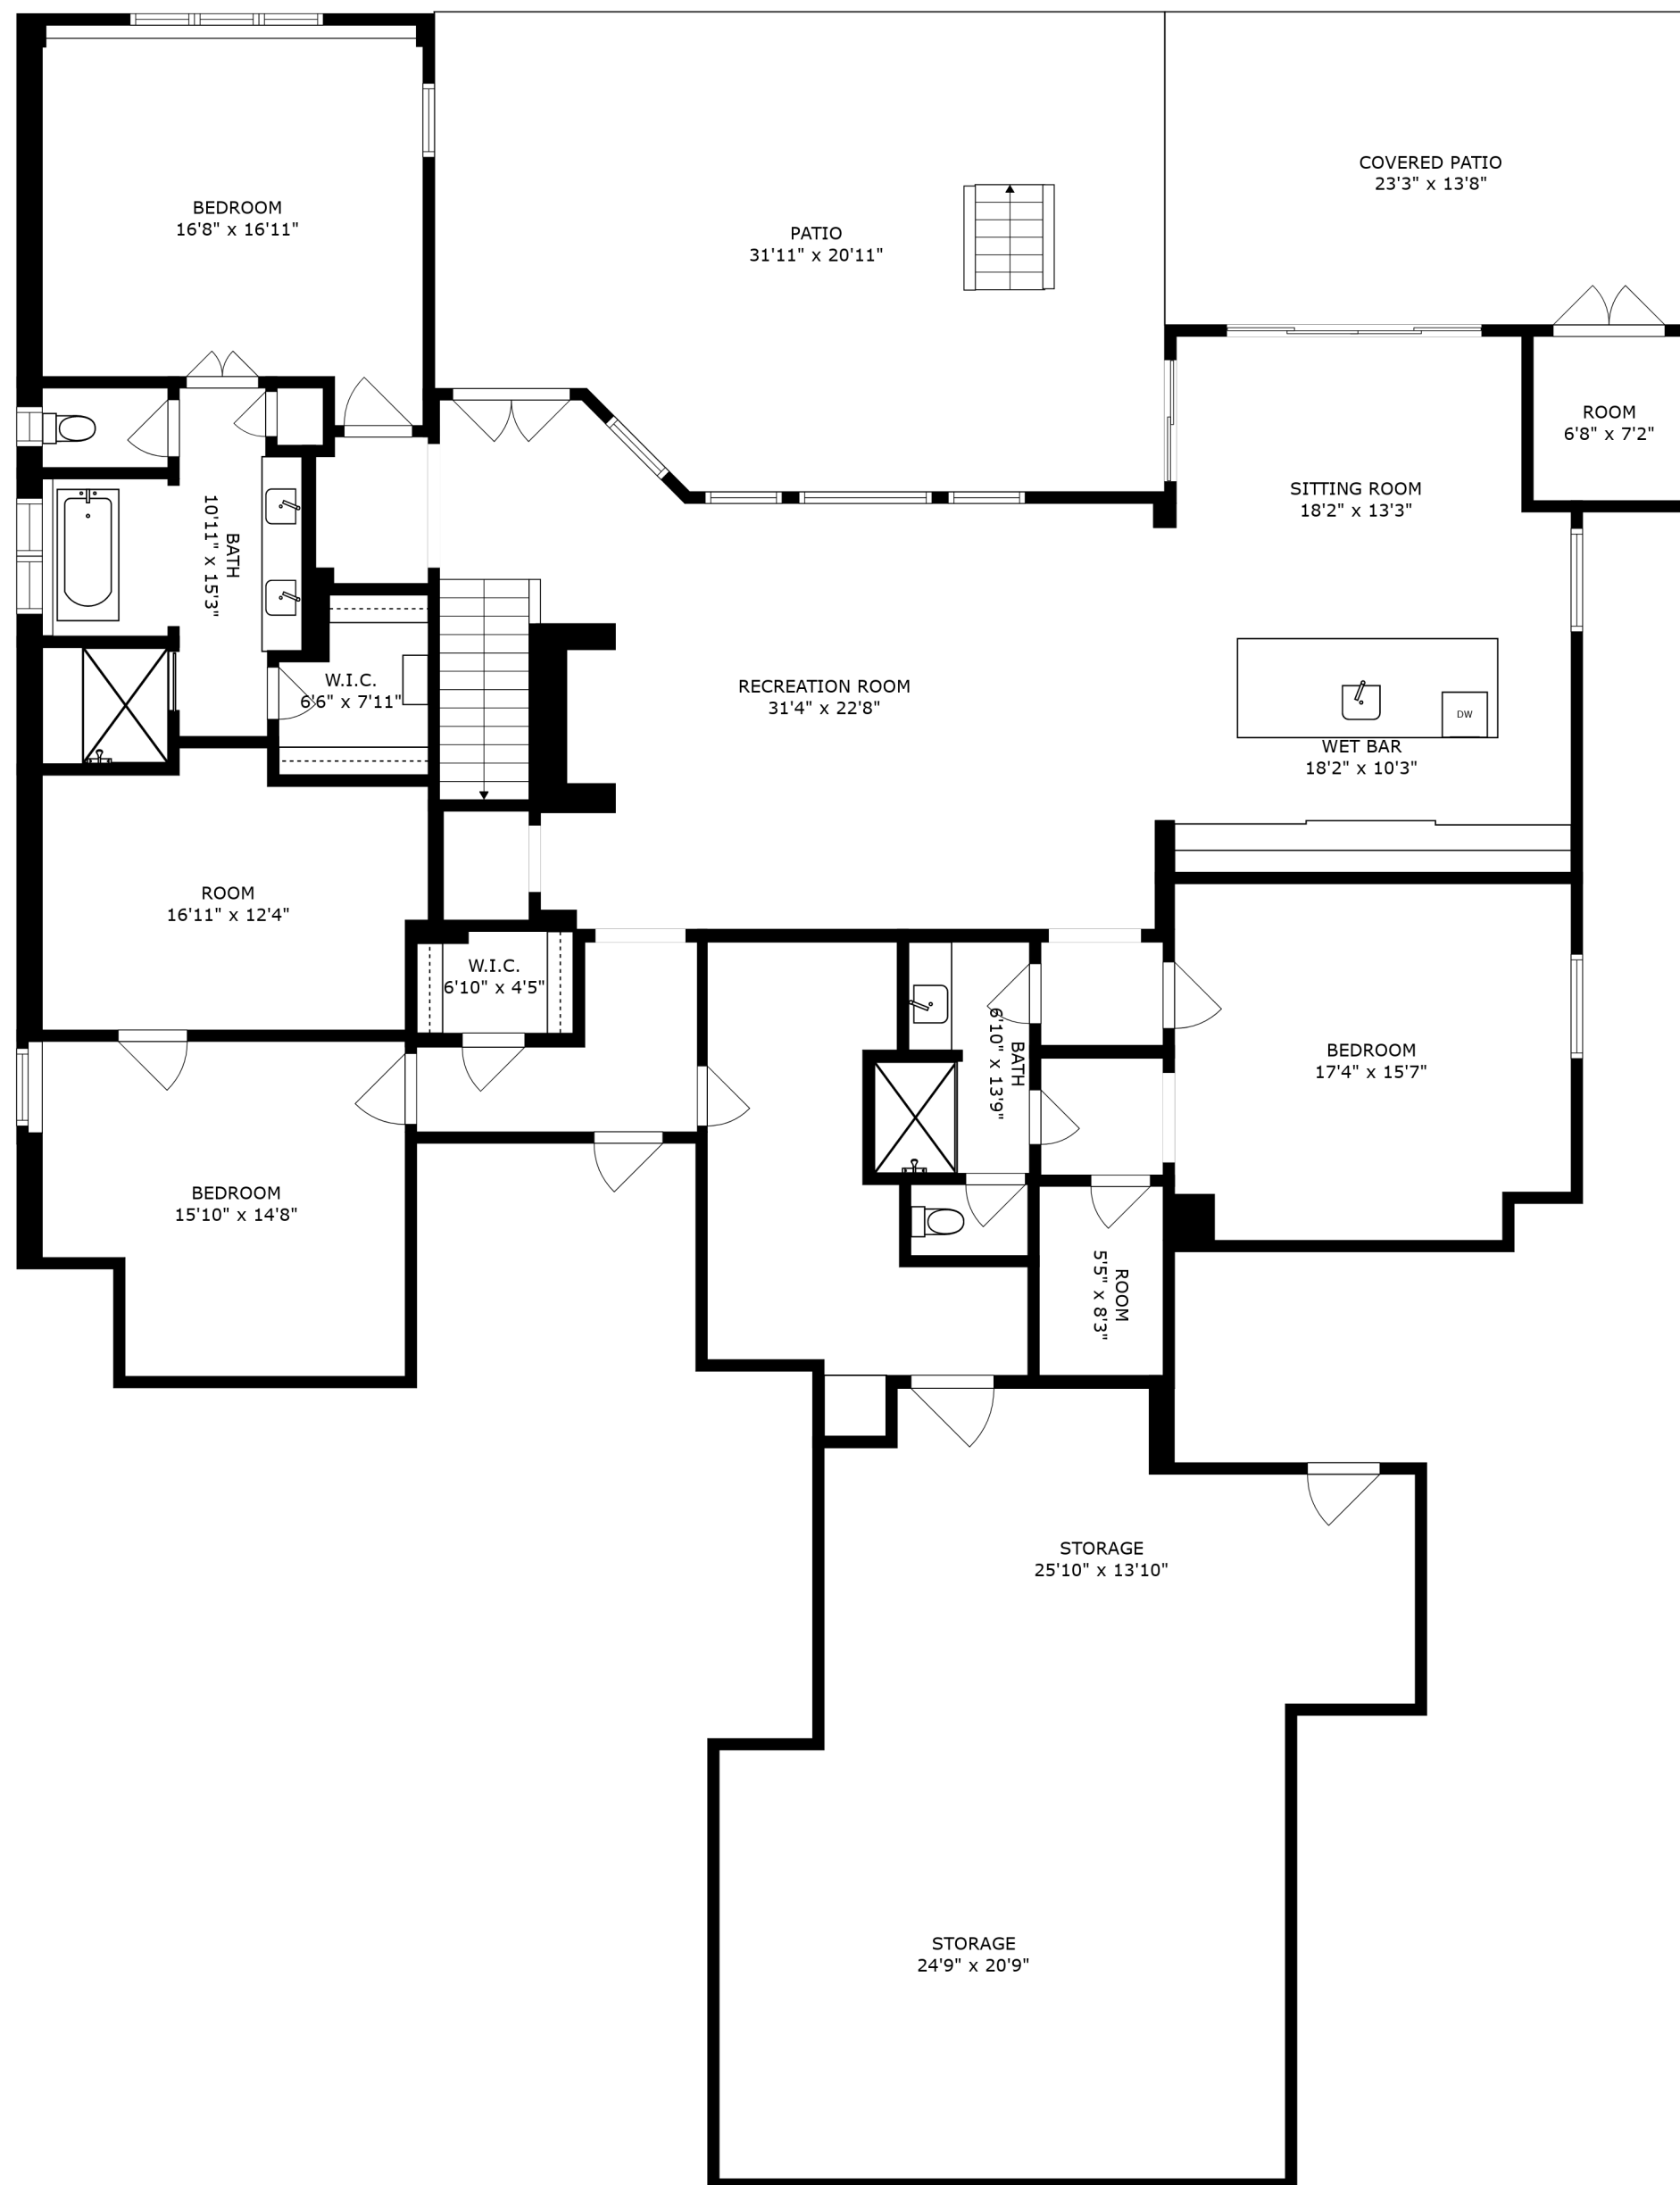 COVERED PATIO
23'3" x 13'8"
BEDROOM
16'8" x 16'11"
PATIO
31'11" x 20'11"
ROOM
6'8" x 7'2"
SITTING ROOM
18'2" x 13'3"
BATH
10'11" x 15'3"
W.I.C.
6'6" x 7'11"
RECREATION ROOM
31'4" x 22'8"
DW
WET BAR
18'2" x 10'3"
ROOM
16'11" x 12'4"
W.I.C.
6'10" x 4'5"
BATH
6'10" x 13'9"
BEDROOM
17'4" x 15'7"
BEDROOM
15'10" x 14'8"
ROOM
5'5" x 8'3"
STORAGE
25'10" x 13'10"
STORAGE
24'9" x 20'9"